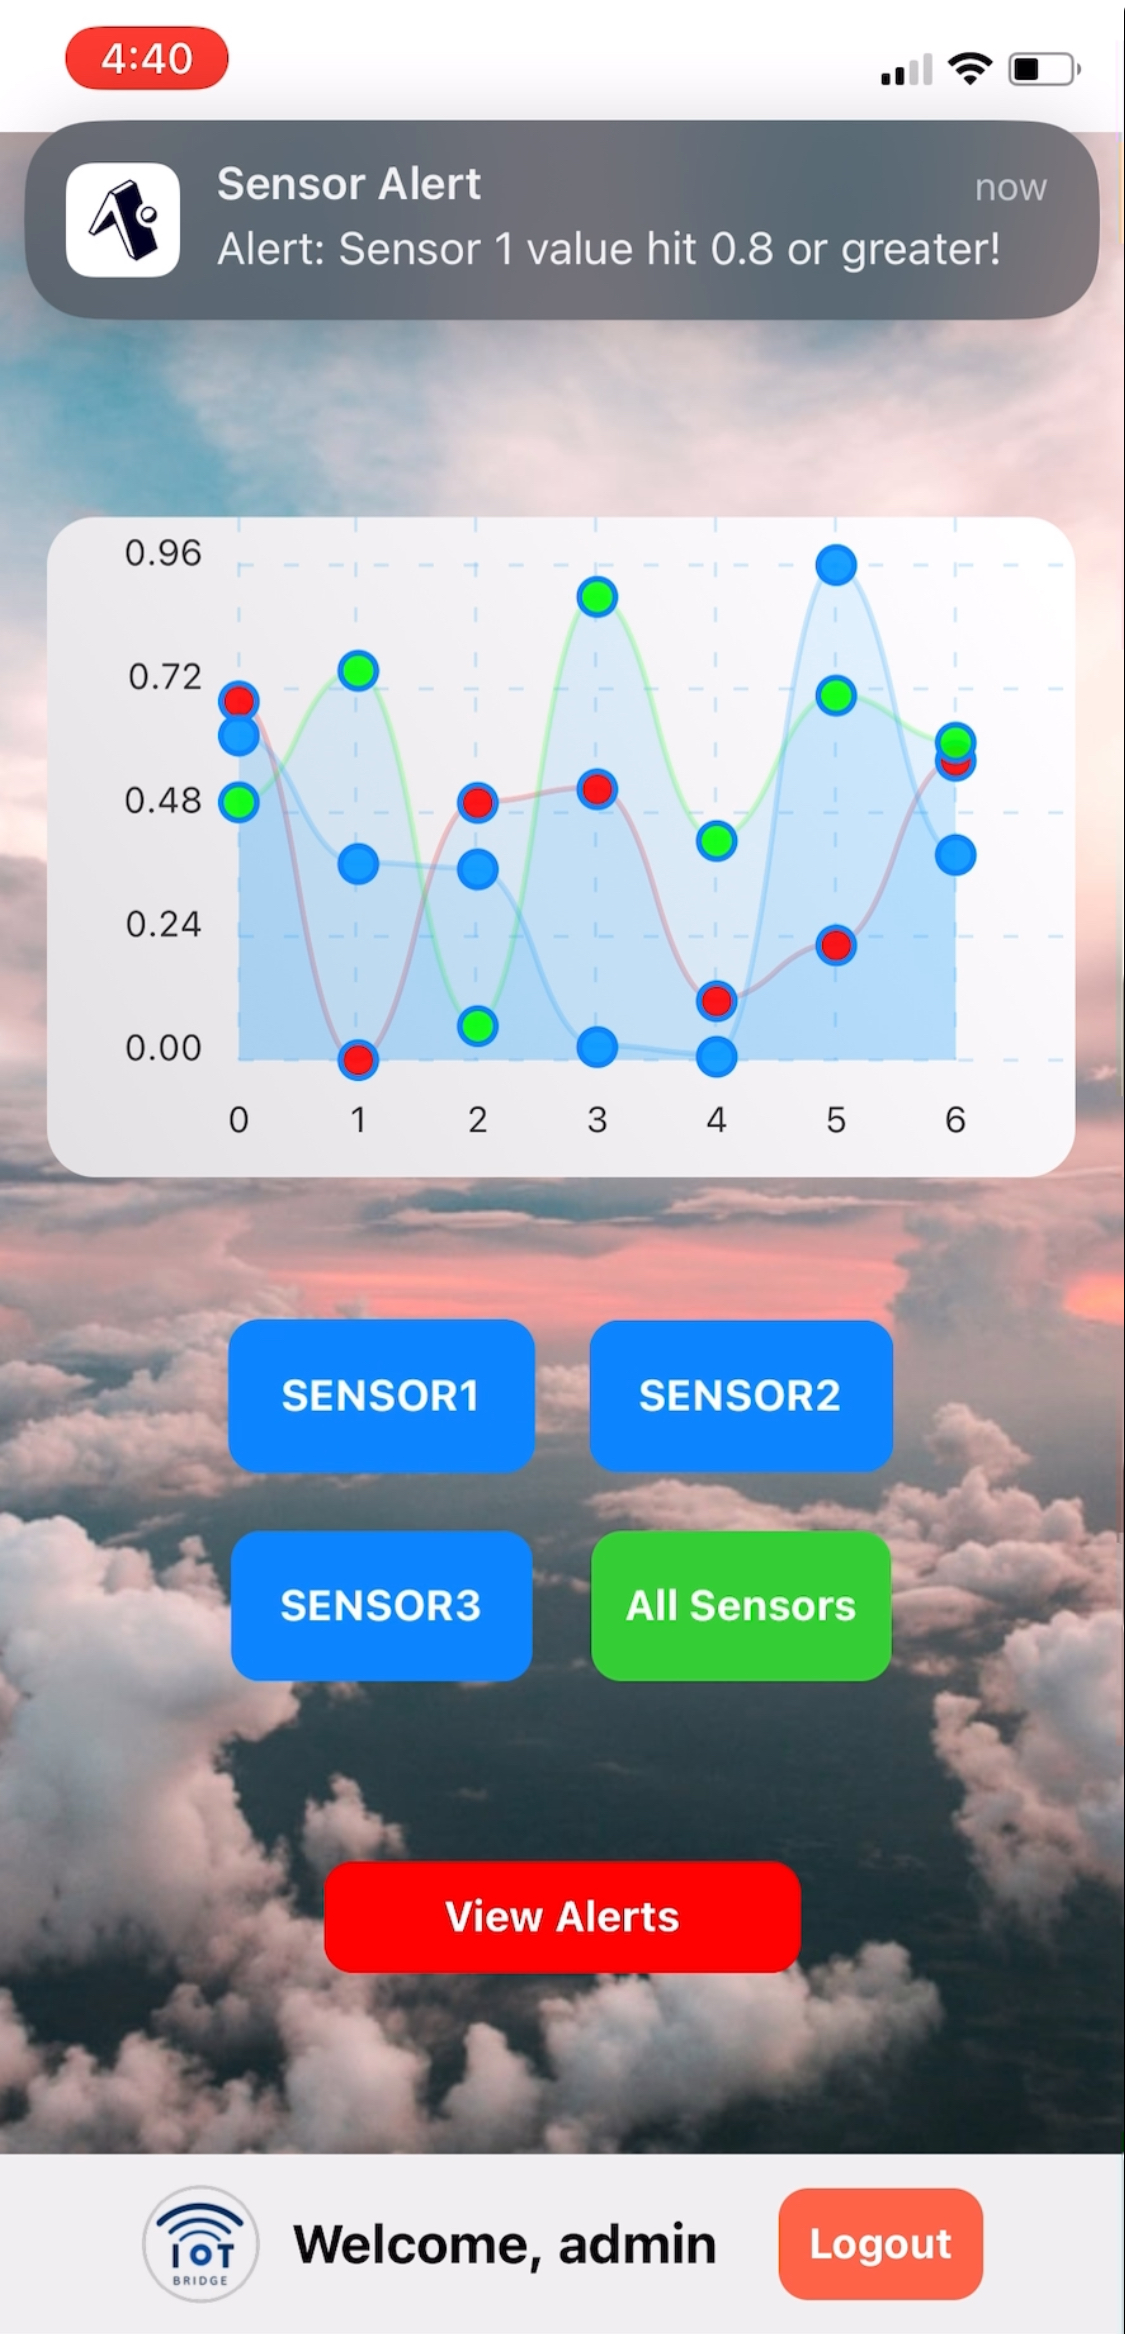 4:40
Sensor Alert
now
Alert: Sensor 1 value hit 0.8 or greater!
0.96
0.72
0.48
0.24
0.00
0 1 2 3 4 5 6
SENSOR1 SENSOR2
SENSOR3 All Sensors
View Alerts
IOT
BRIDGE
Welcome, admin
Logout